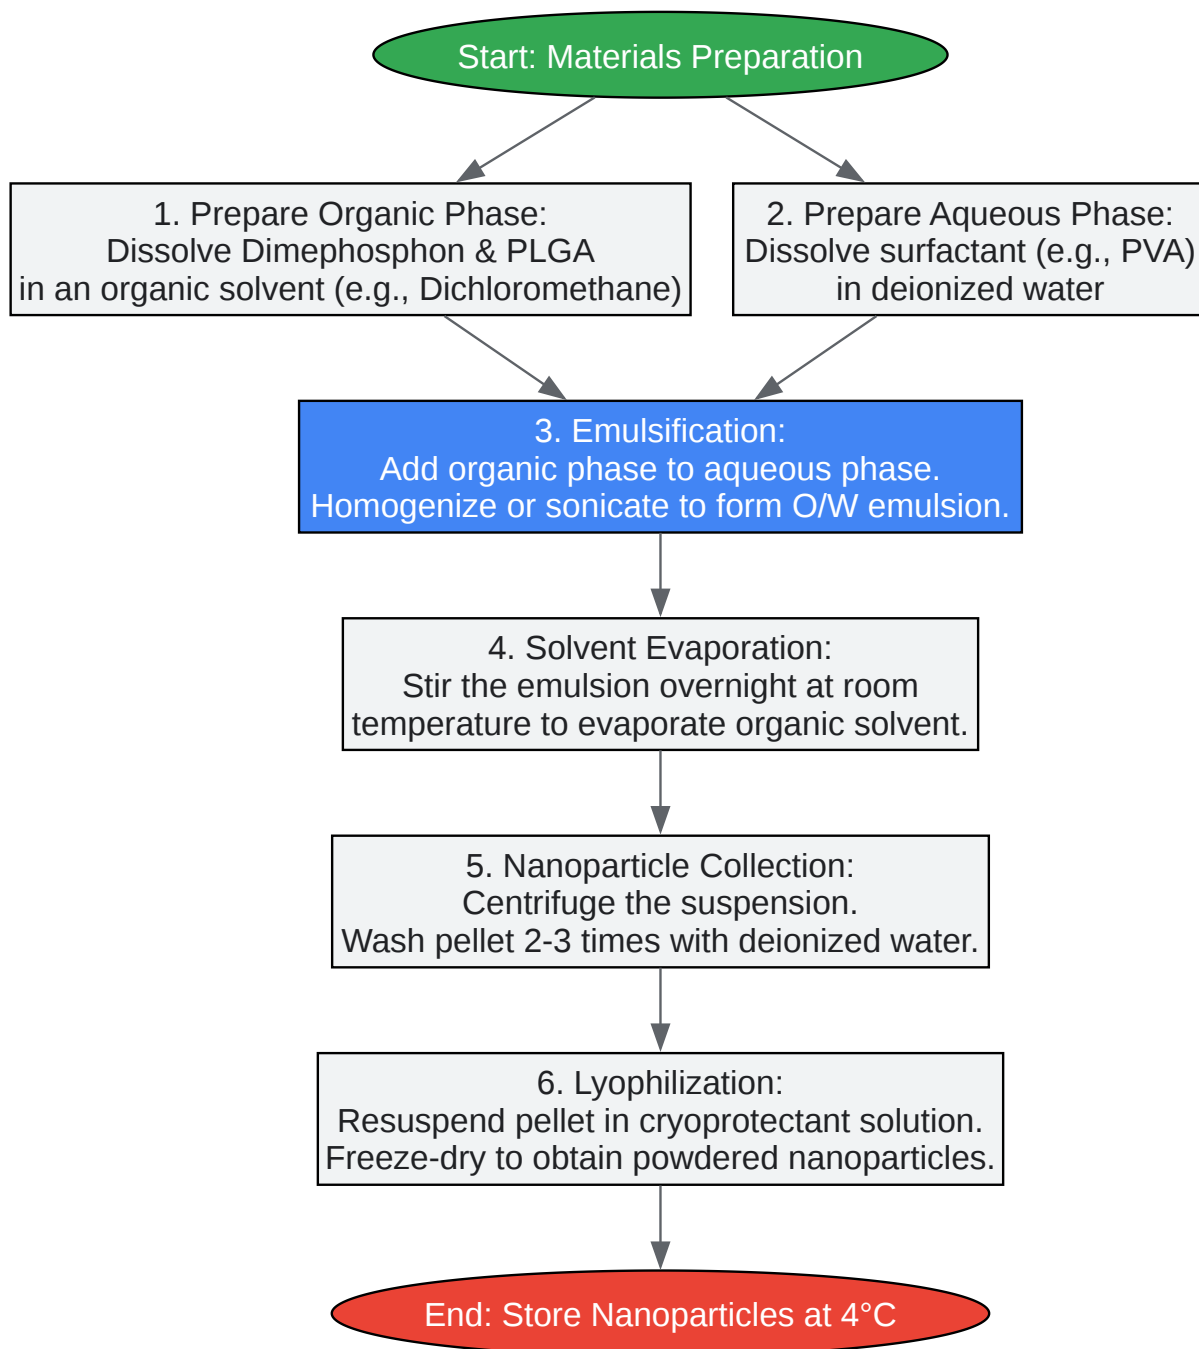 Start: Materials Preparation
1. Prepare Organic Phase:
Dissolve Dimephosphon & PLGA
in an organic solvent (e.g., Dichloromethane)
2. Prepare Aqueous Phase:
Dissolve surfactant (e.g., PVA)
in deionized water
3. Emulsification:
Add organic phase to aqueous phase.
Homogenize or sonicate to form O/W emulsion.
4. Solvent Evaporation:
Stir the emulsion overnight at room
temperature to evaporate organic solvent.
5. Nanoparticle Collection:
Centrifuge the suspension.
Wash pellet 2-3 times with deionized water.
6. Lyophilization:
Resuspend pellet in cryoprotectant solution.
Freeze-dry to obtain powdered nanoparticles.
End: Store Nanoparticles at 4°C